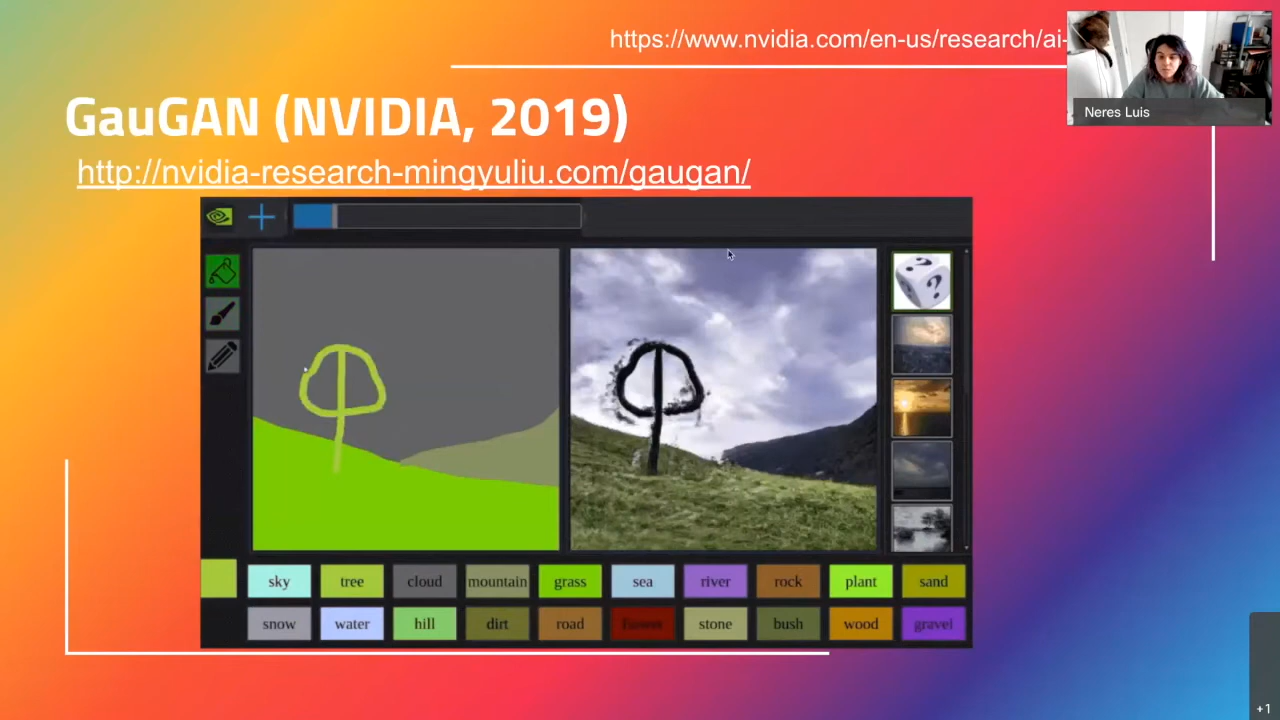 https://www.nvidia.com/en-us/research/ai-
Neres Luis
GauGAN (NVIDIA, 2019)
http://nvidia-research-mingyuliu.com/gaugan/
sky tree cloud mountain grass sea river rock plant sand
snow water hill dirt road flower stone bush wood gravel
+1